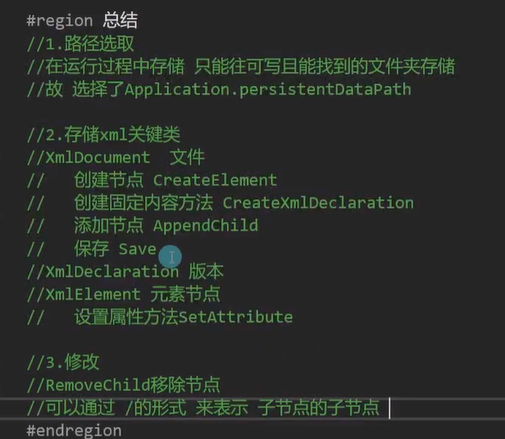 #region 总结
//1.路径选取
//在运行过程中存储 只能往可写且能找到的文件夹存储
//故 选择了Application.persistentDataPath
//2.存储xml关键类
//XmlDocument  文件
//   创建节点 CreateElement
//   创建固定内容方法 CreateXmlDeclaration
//   添加节点 AppendChild
//   保存 Save
//XmlDeclaration 版本
//XmlElement 元素节点
//   设置属性方法SetAttribute
//3.修改
//RemoveChild移除节点
//可以通过 /的形式 来表示 子节点的子节点
#endregion